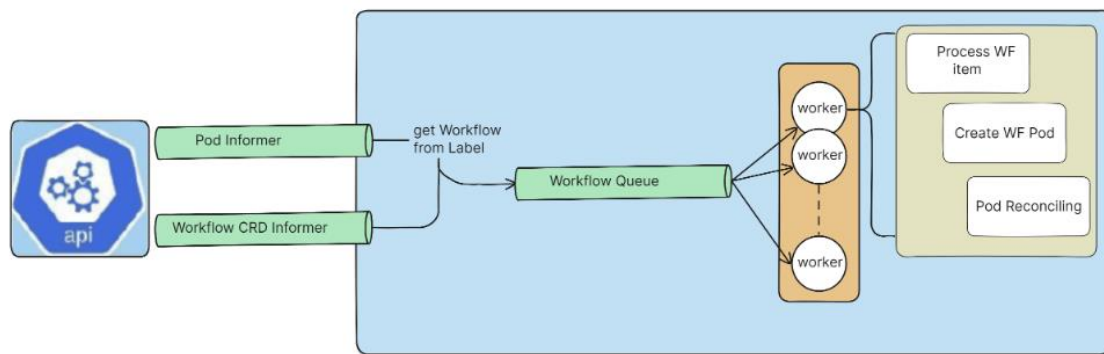 api
Pod Informer
Workflow CRD Informer
get Workflow
from Label
Workflow Queue
worker
worker
worker
Process WF
item
Create WF Pod
Pod Reconciling